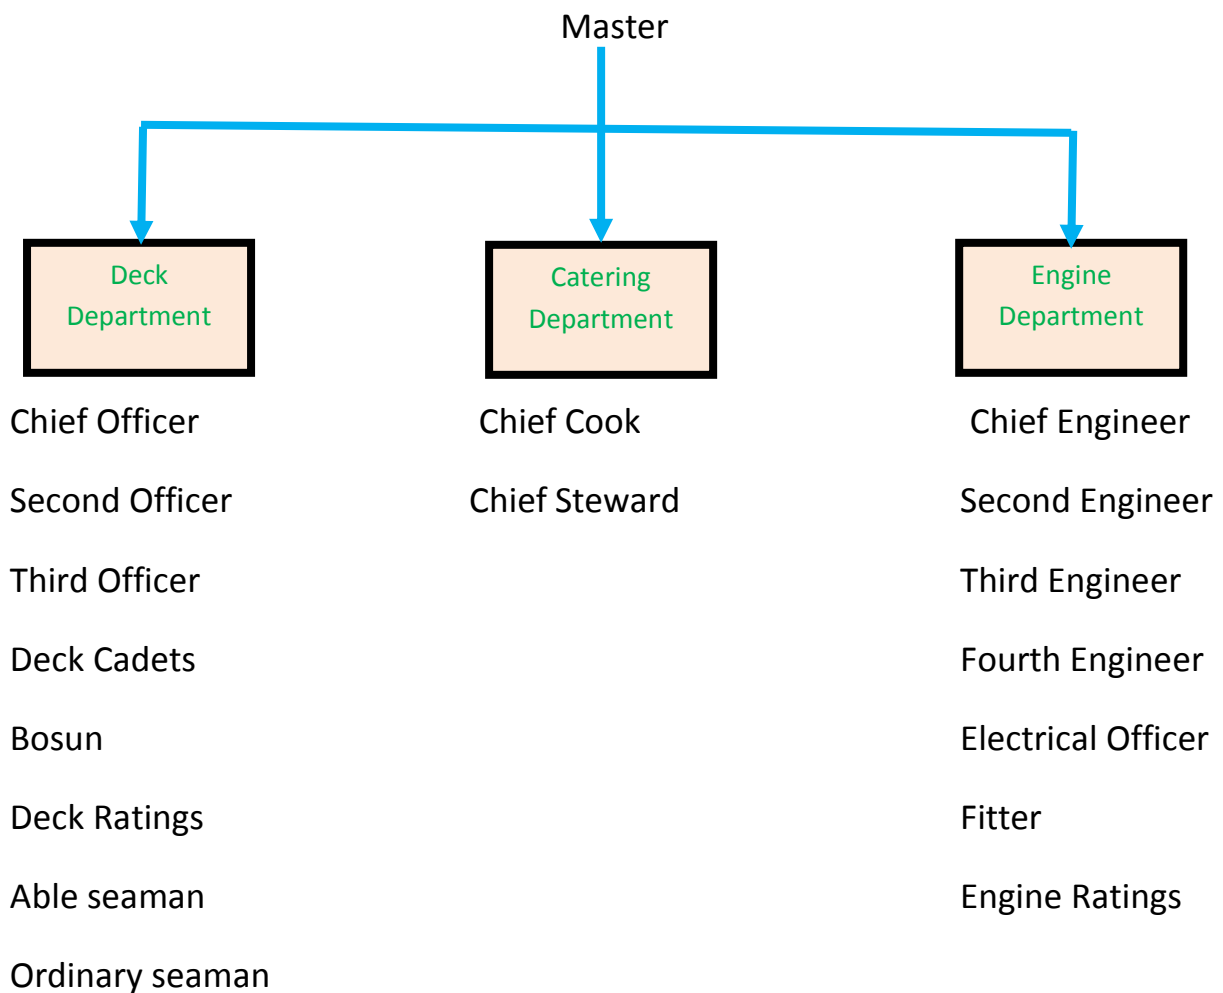 Master
Deck
Department
Catering
Department
Engine
Department
Chief Officer
Chief Cook
Chief Engineer
Second Officer
Chief Steward
Second Engineer
Third Officer
Third Engineer
Deck Cadets
Fourth Engineer
Bosun
Electrical Officer
Deck Ratings
Fitter
Able seaman
Engine Ratings
Ordinary seaman